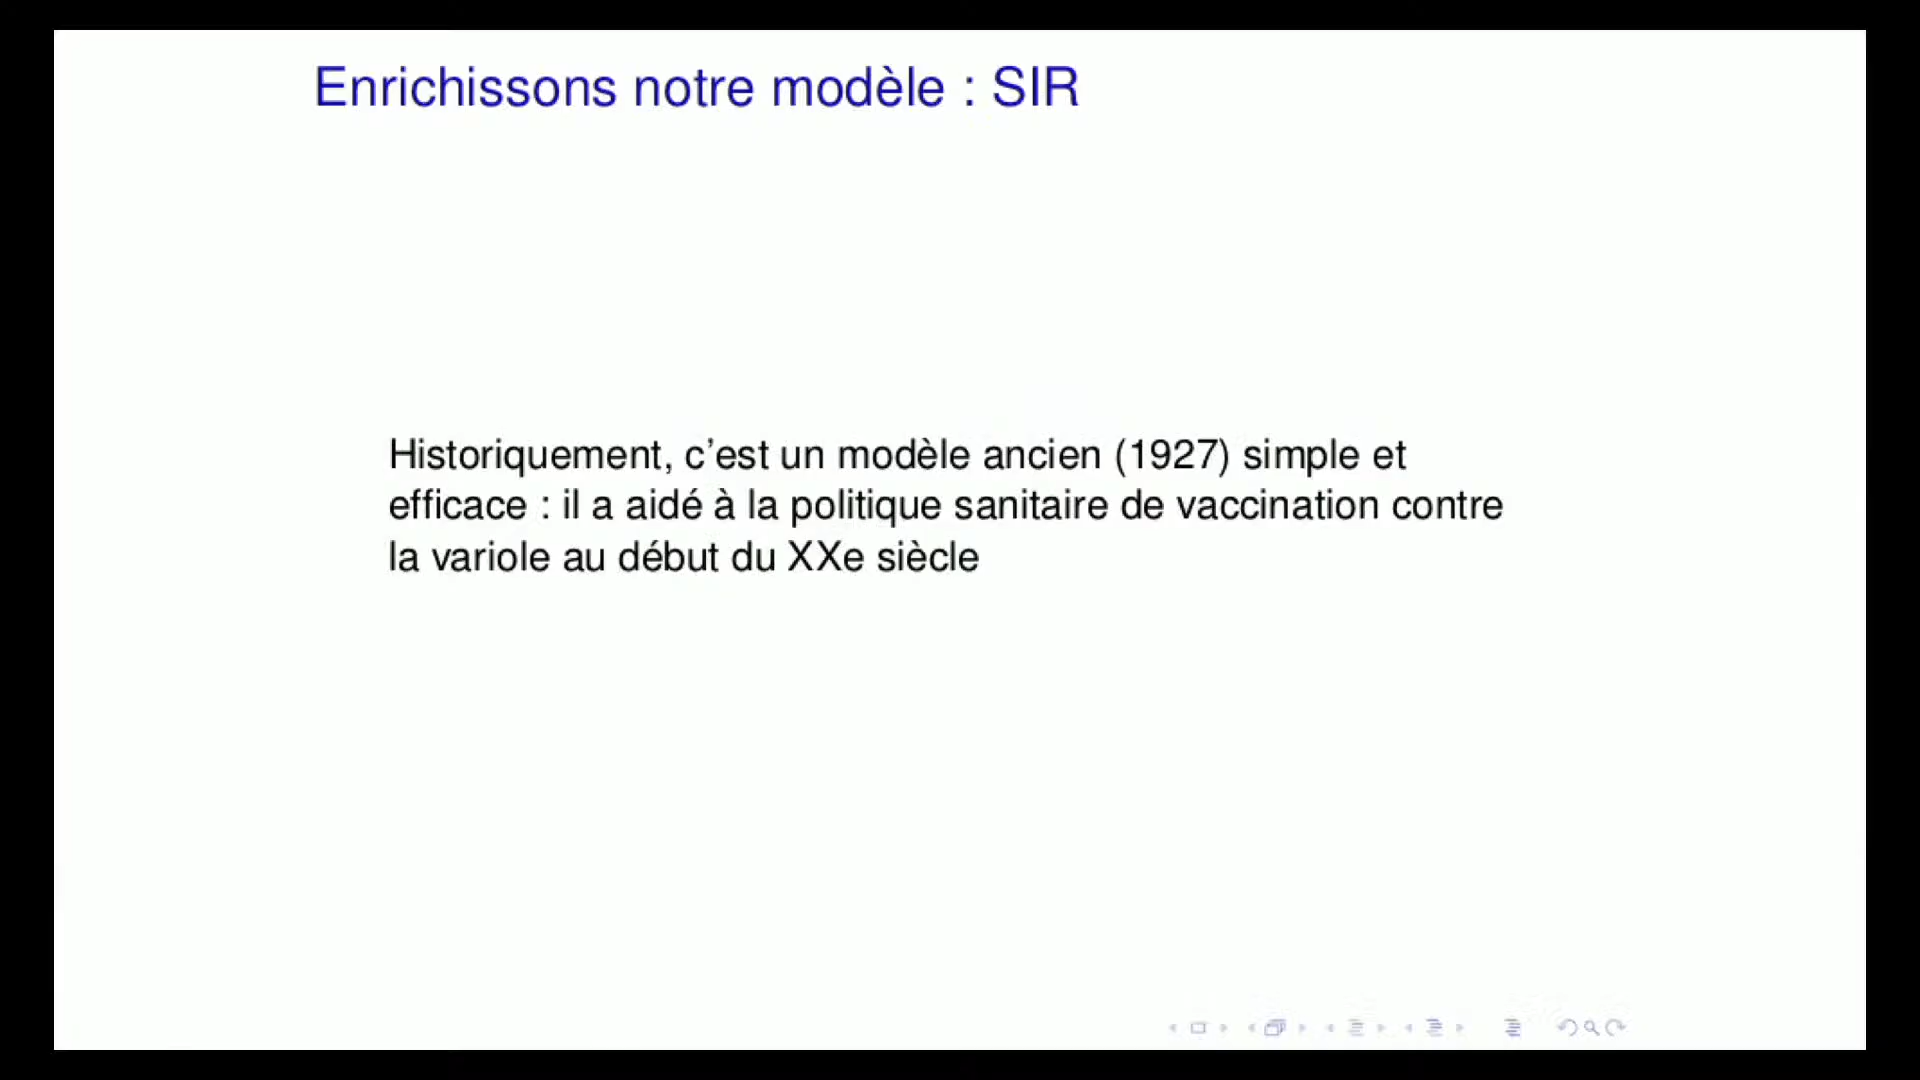 Enrichissons notre modèle : SIR
Historiquement, c'est un modèle ancien (1927) simple et
efficace : il a aidé à la politique sanitaire de vaccination contre
la variole au début du XXe siècle